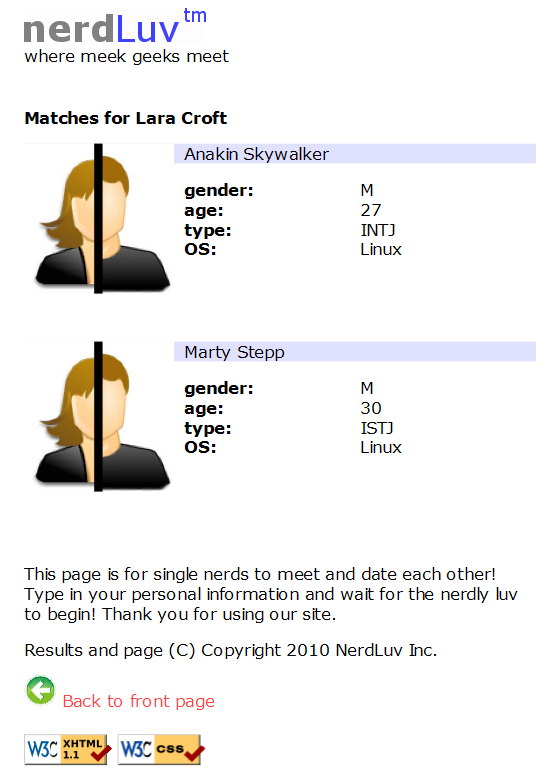 nerdLuv™
where meek geeks meet
Matches for Lara Croft
Anakin Skywalker
gender: M
age: 27
type: INTJ
OS: Linux
Marty Stepp
gender: M
age: 30
type: ISTJ
OS: Linux
This page is for single nerds to meet and date each other!
Type in your personal information and wait for the nerdly luv
to begin! Thank you for using our site.
Results and page (C) Copyright 2010 NerdLuv Inc.
Back to front page
W3C XHTML 1.1 W3C css